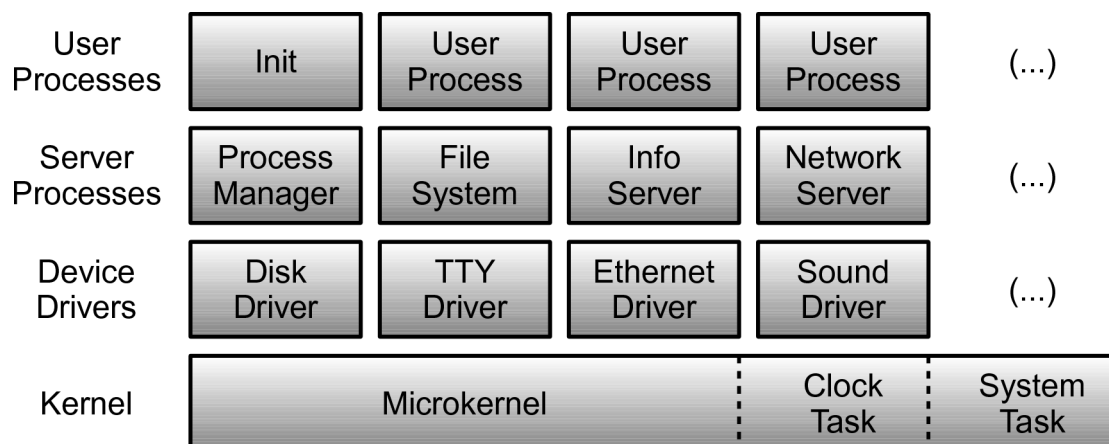 User
Processes
Init
User
Process
User
Process
User
Process
(...)
Server
Processes
Process
Manager
File
System
Info
Server
Network
Server
(...)
Device
Drivers
Disk
Driver
TTY
Driver
Ethernet
Driver
Sound
Driver
(...)
Kernel
Microkernel
Clock
Task
System
Task